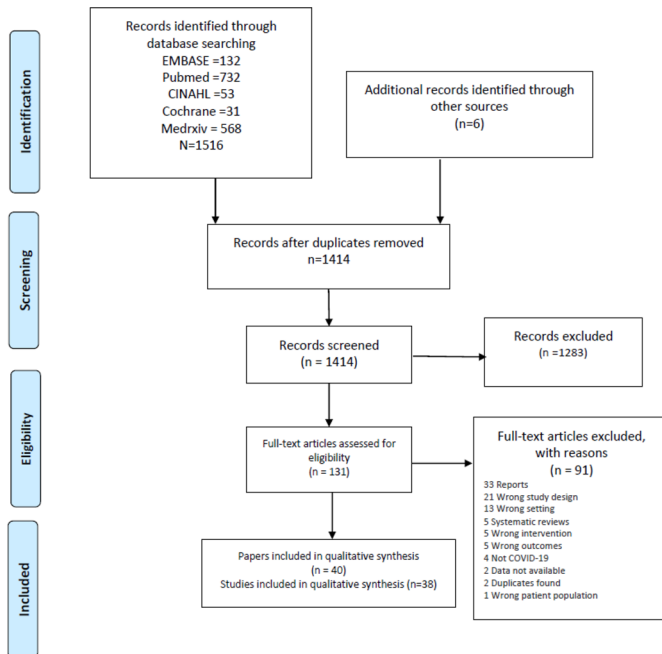 Identification
Records identified through
database searching
EMBASE =132
Pubmed =732
CINAHL =53
Cochrane =31
Medrxiv = 568
N=1516
Additional records identified through
other sources
(n=6)
Screening
Records after duplicates removed
n=1414
Records screened
(n = 1414)
Records excluded
(n =1283)
Eligibility
Full-text articles assessed for
eligibility
(n = 131)
Full-text articles excluded,
with reasons
(n = 91)
33 Reports
21 Wrong study design
13 Wrong setting
5 Systematic reviews
5 Wrong intervention
5 Wrong outcomes
4 Not COVID-19
2 Data not available
2 Duplicates found
1 Wrong patient population
Included
Papers included in qualitative synthesis
(n = 40)
Studies included in qualitative synthesis (n=38)